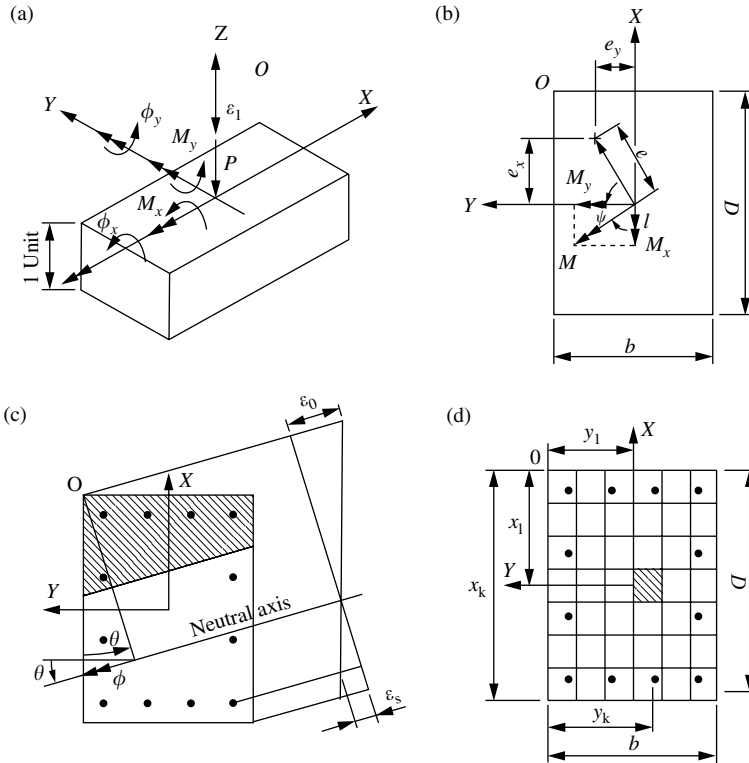 (a)
Z
O
X
Y
ϕy
ε1
My
P
Mx
ϕx
1 Unit
(b)
X
ey
O
e
ex
My
D
Y
ψ
l
M
Mx
b
(c)
ε0
O
X
Y
Neutral axis
θ
θ
ϕ
εs
(d)
y1
X
0
x1
xk
Y
D
yk
b